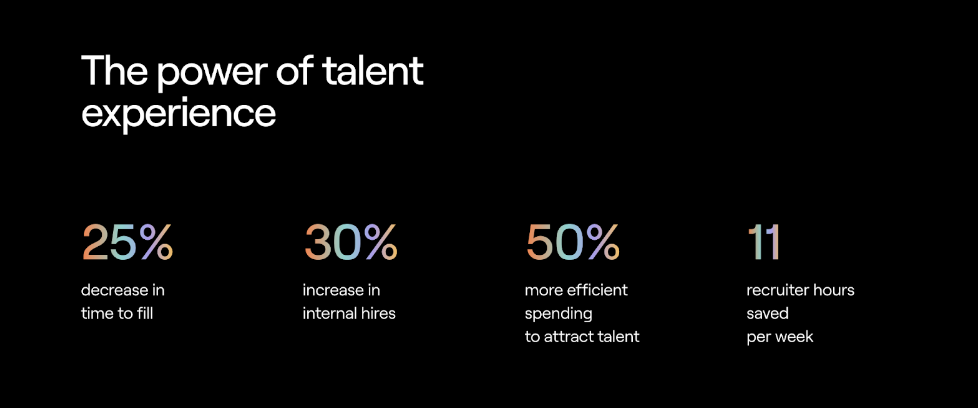 The power of talent
experience
25%
decrease in
time to fill
30%
increase in
internal hires
50%
more efficient
spending
to attract talent
11
recruiter hours
saved
per week